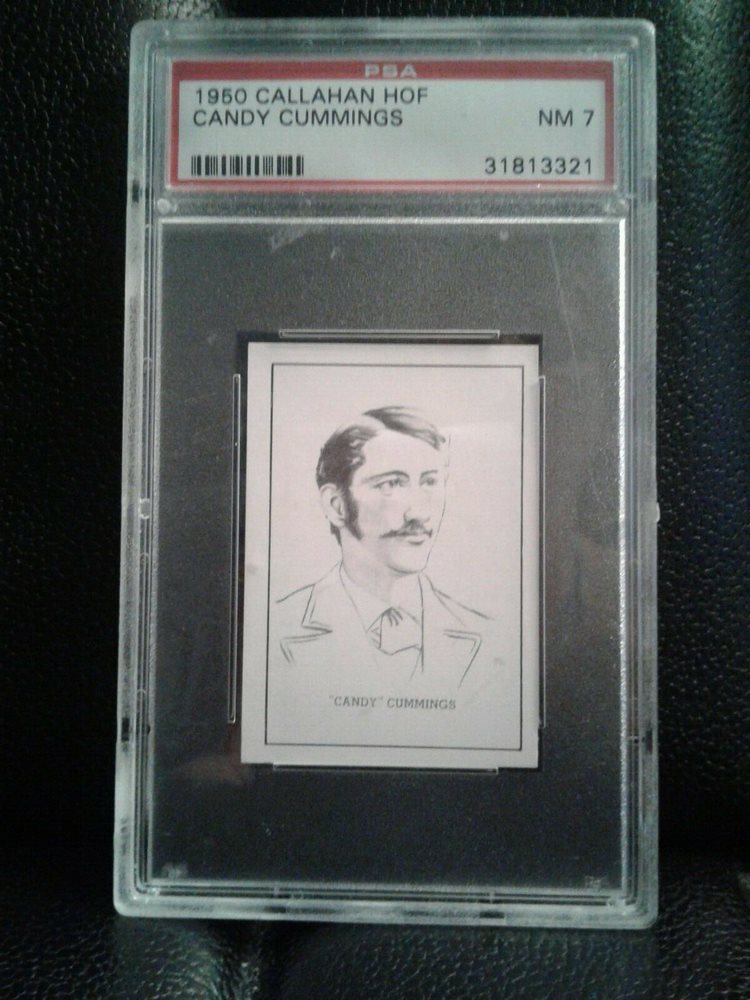 PSA
1950 CALLAHAN HOF
CANDY CUMMINGS NM 7
31813321
"CANDY" CUMMINGS